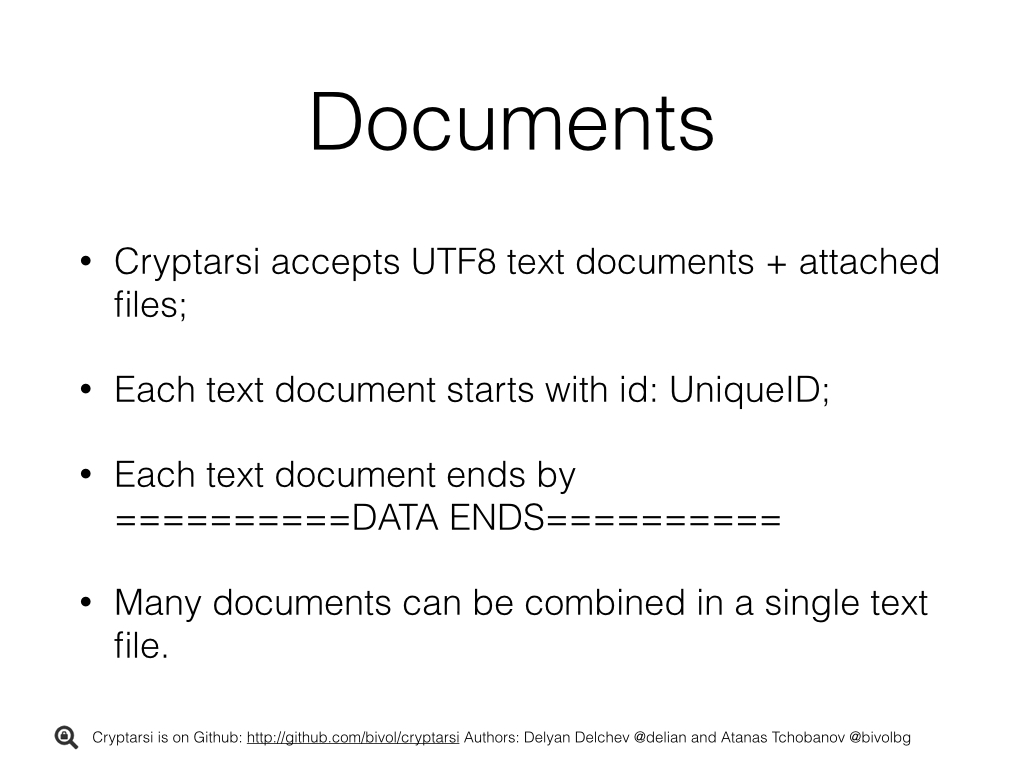 Documents
• Cryptarsi accepts UTF8 text documents + attached
files;
• Each text document starts with id: UniqueID;
• Each text document ends by
==========DATA ENDS==========
• Many documents can be combined in a single text
file.
Cryptarsi is on Github: http://github.com/bivol/cryptarsi Authors: Delyan Delchev @delian and Atanas Tchobanov @bivolbg